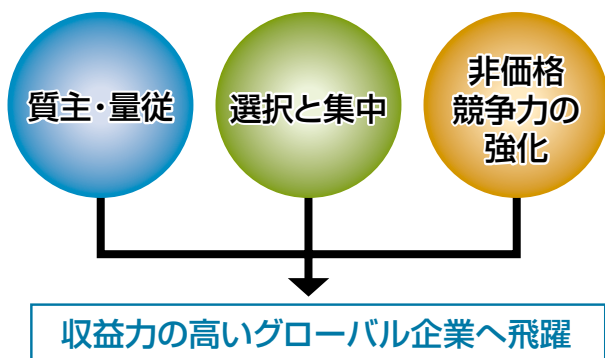 質主・量従
選択と集中
非価格
競争力の
強化
収益力の高いグローバル企業へ飛躍